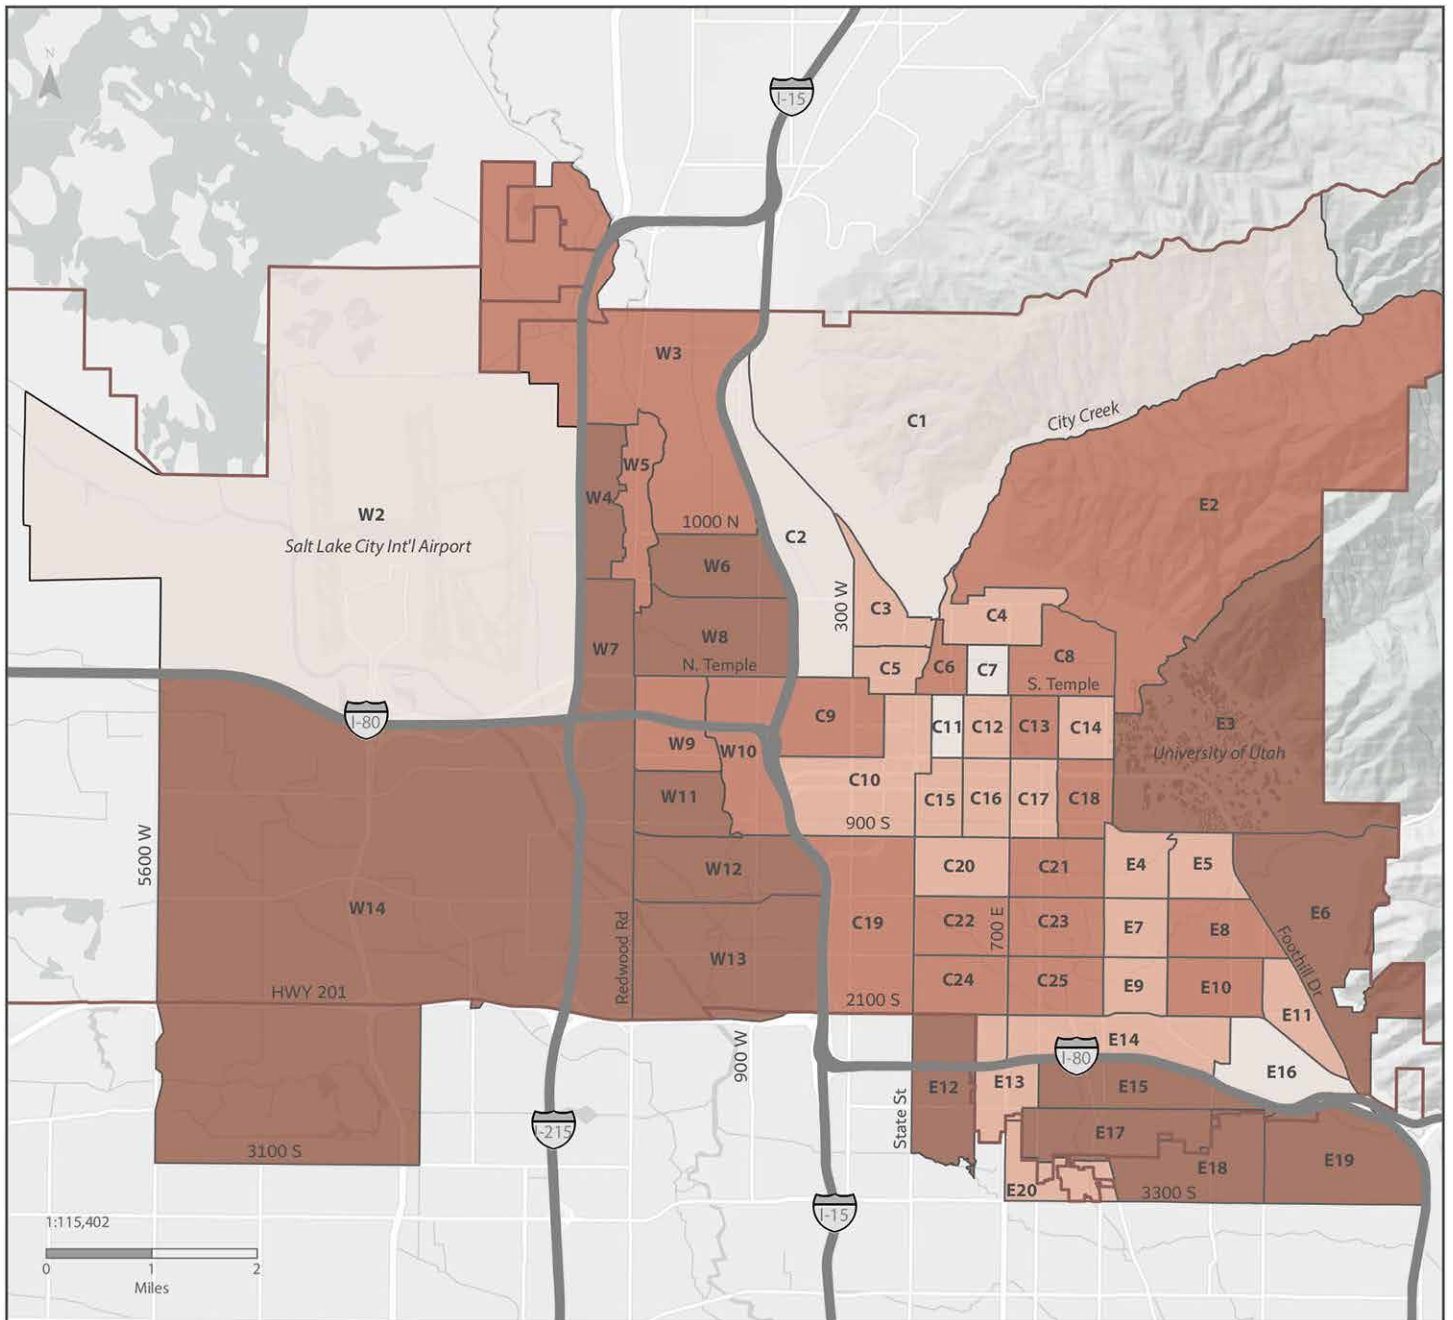 N
I-15
W3
C1
City Creek
W5
W4
E2
W2
1000 N
Salt Lake City Int'l Airport
C2
W6
300 W
C3
C4
W8
W7
N. Temple
C5
C6
C7
C8
S. Temple
I-80
C9
C11
C12
C13
C14
E3
W9
W10
University of Utah
C10
W11
C15
C16
C17
C18
900 S
5600 W
W12
C20
C21
E4
E5
W14
C19
C22
700 E
C23
E7
E8
E6
Redwood Rd
W13
Foothill Dr
C24
C25
E9
E10
HWY 201
2100 S
E11
900 W
E14
I-80
E16
E12
E13
E15
State St
I-215
E17
3100 S
E18
E19
E20
3300 S
I-15
1:115,402
0 1 2
Miles